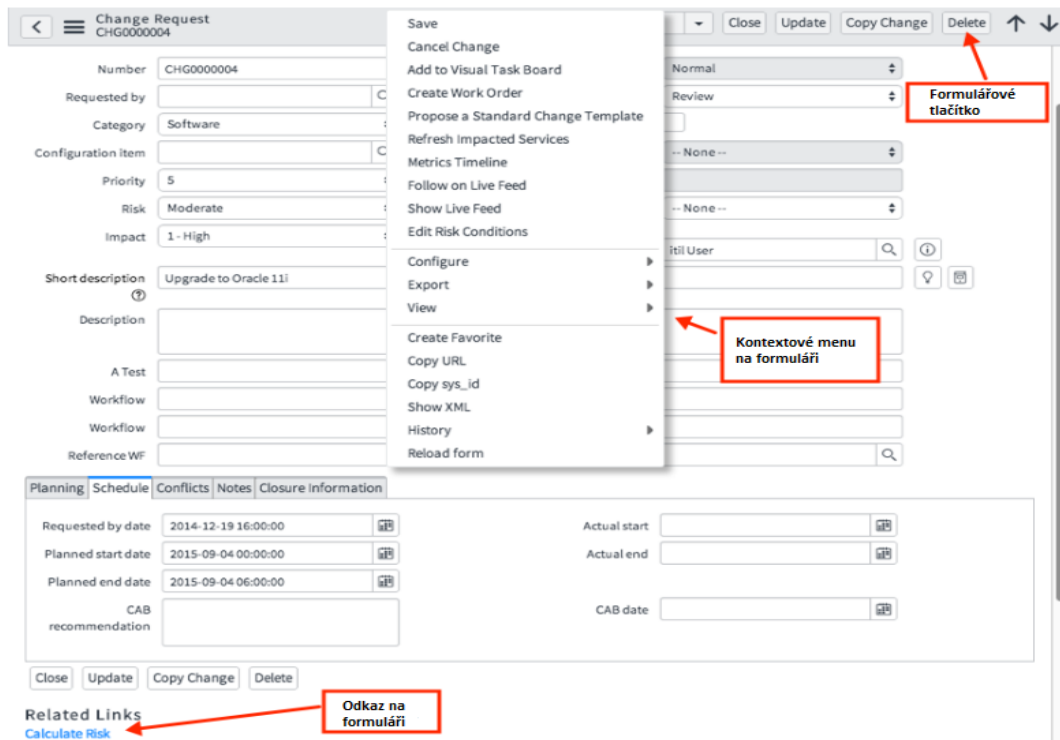 Change Request
CHG0000004
Close Update Copy Change Delete
Formulářové
tlačítko
Number CHG0000004
Requested by
Category Software
Configuration item
Priority 5
Risk Moderate
Impact 1 - High
Short description Upgrade to Oracle 11i
Description
A Test
Workflow
Workflow
Reference WF
Save
Cancel Change
Add to Visual Task Board
Create Work Order
Propose a Standard Change Template
Refresh Impacted Services
Metrics Timeline
Follow on Live Feed
Show Live Feed
Edit Risk Conditions
Configure
Export
View
Create Favorite
Copy URL
Copy sys_id
Show XML
History
Reload form
Normal
Review
-- None --
-- None --
itil User
Kontextové menu
na formuláři
Planning Schedule Conflicts Notes Closure Information
Requested by date 2014-12-19 16:00:00
Planned start date 2015-09-04 00:00:00
Planned end date 2015-09-04 06:00:00
CAB
recommendation
Actual start
Actual end
CAB date
Close Update Copy Change Delete
Related Links
Calculate Risk
Odkaz na
formuláři